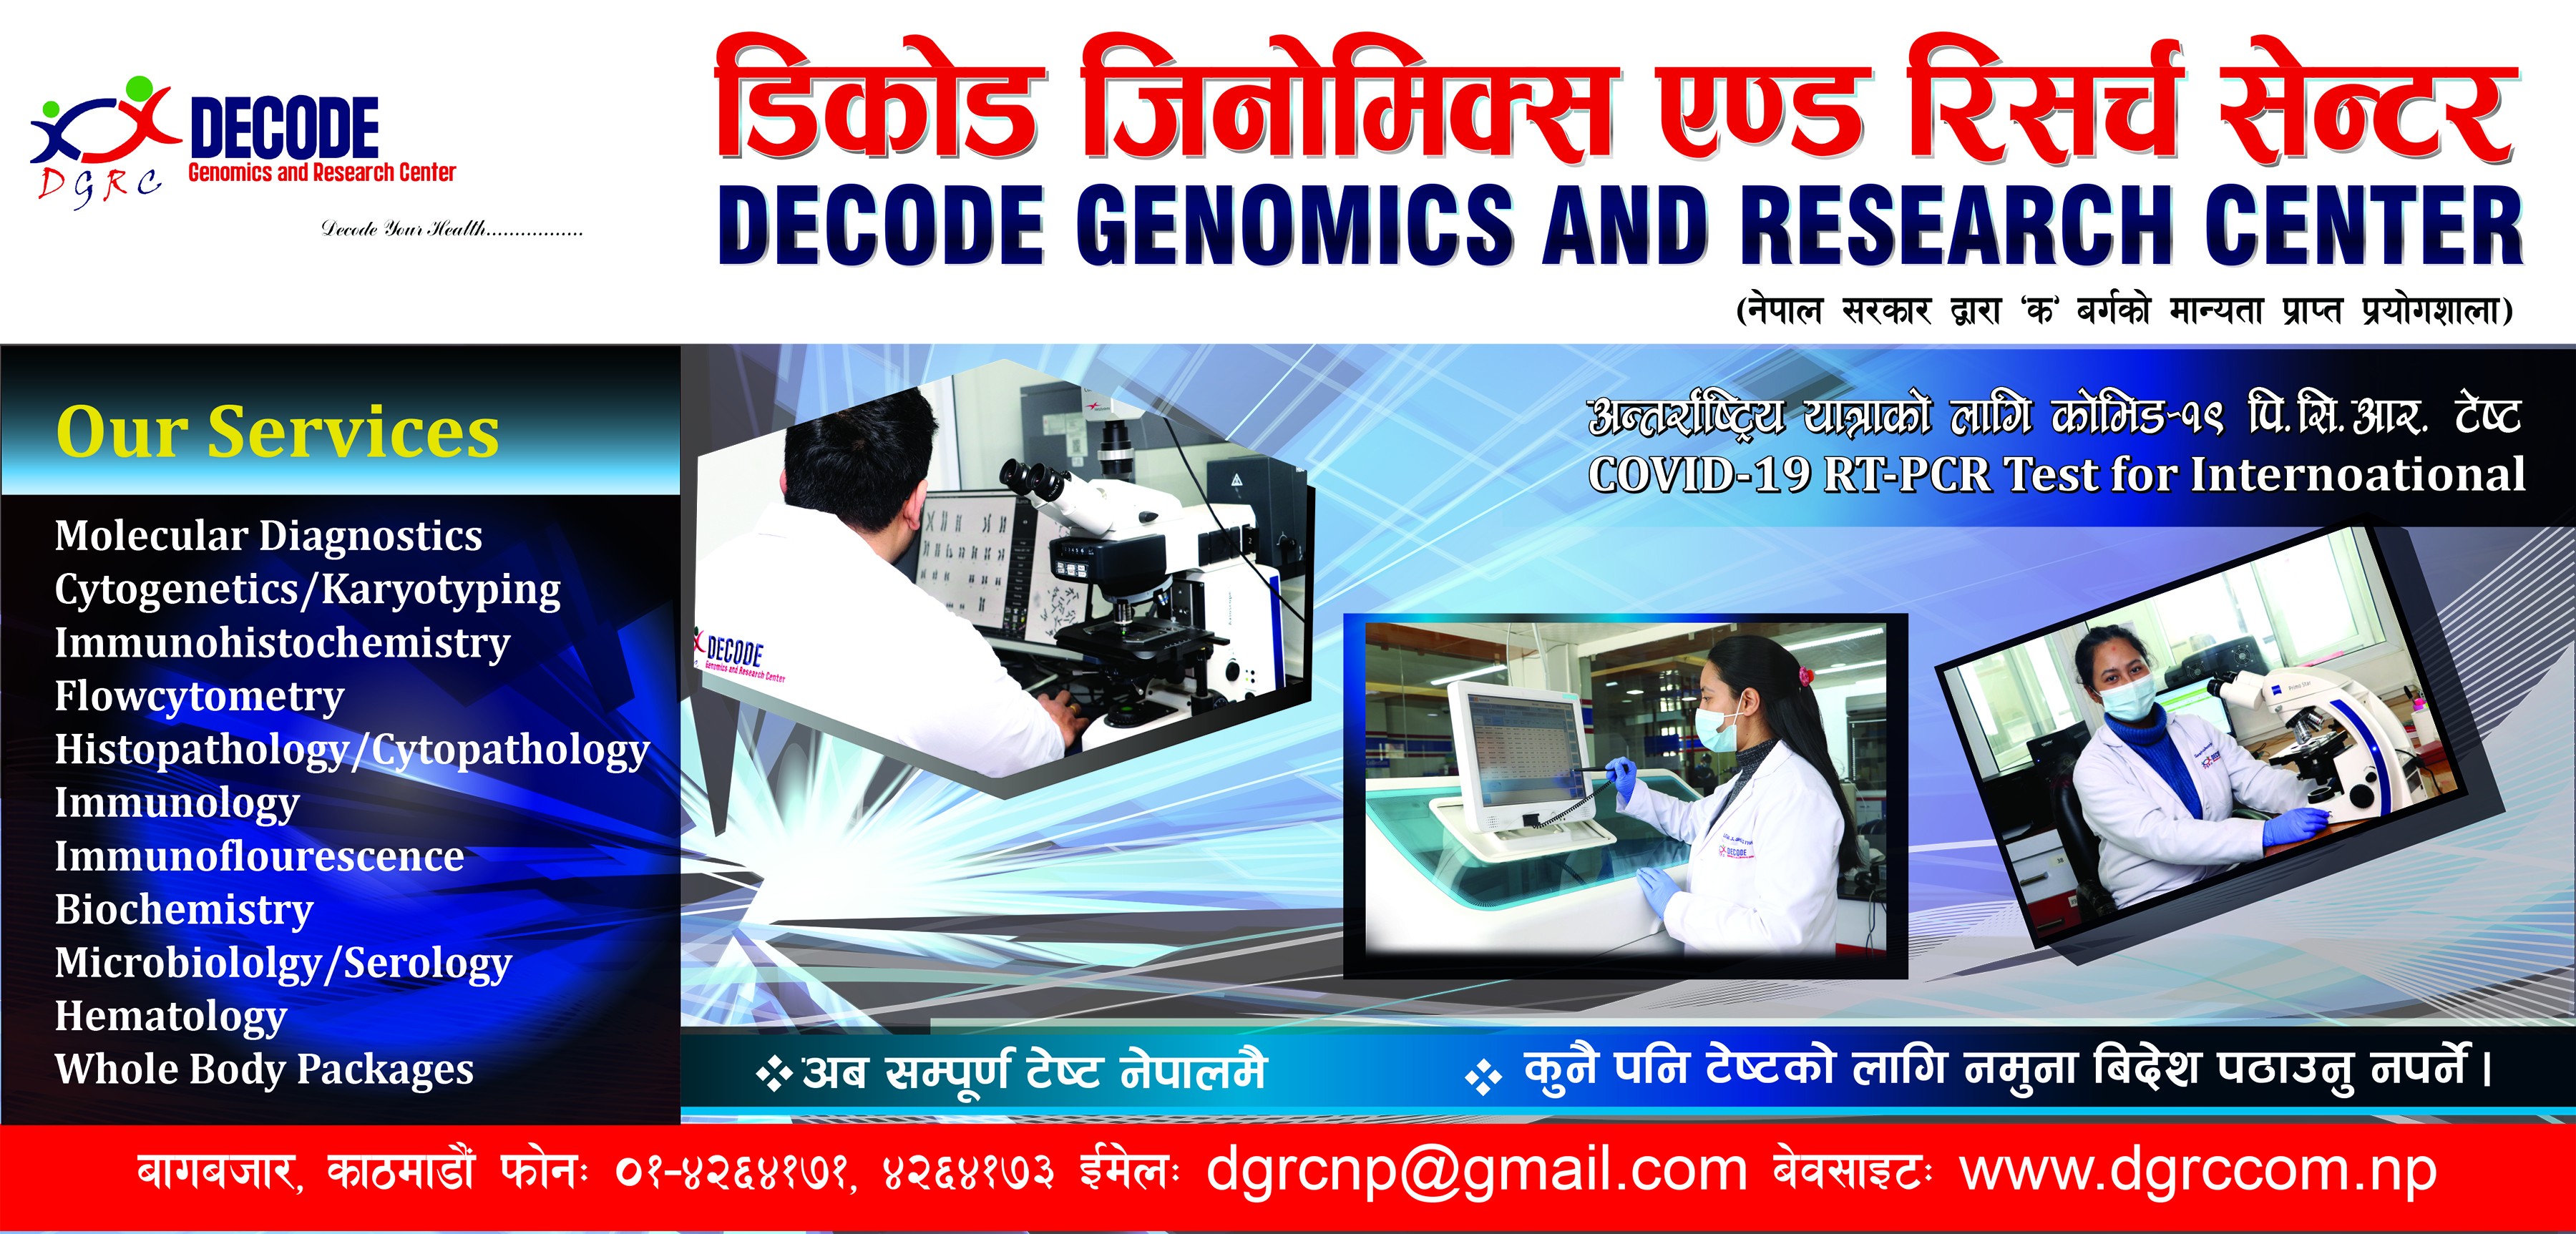 DECODE
Genomics and Research Center
DGRC
Decode Your Health.................
डिकोड जिनोमिक्स एण्ड रिसर्च सेन्टर
DECODE GENOMICS AND RESEARCH CENTER
(नेपाल सरकार द्वारा ‘क’ बर्गको मान्यता प्राप्त प्रयोगशाला)
Our Services
Molecular Diagnostics
Cytogenetics/Karyotyping
Immunohistochemistry
Flowcytometry
Histopathology/Cytopathology
Immunology
Immunoflourescence
Biochemistry
Microbiololgy/Serology
Hematology
Whole Body Packages
अन्तर्राष्ट्रिय यात्राको लागि कोभिड-१९ पि.सि.आर. टेष्ट
COVID-19 RT-PCR Test for Internoational
DECODE
Genomics and Research Center
DECODE
❖ अब सम्पूर्ण टेष्ट नेपालमै
❖ कुनै पनि टेष्टको लागि नमुना बिदेश पठाउनु नपर्ने।
बागबजार, काठमाडौं फोनः ०१-४२६४१७१, ४२६४१७३ ईमेलः dgrcnp@gmail.com बेवसाइटः www.dgrccom.np